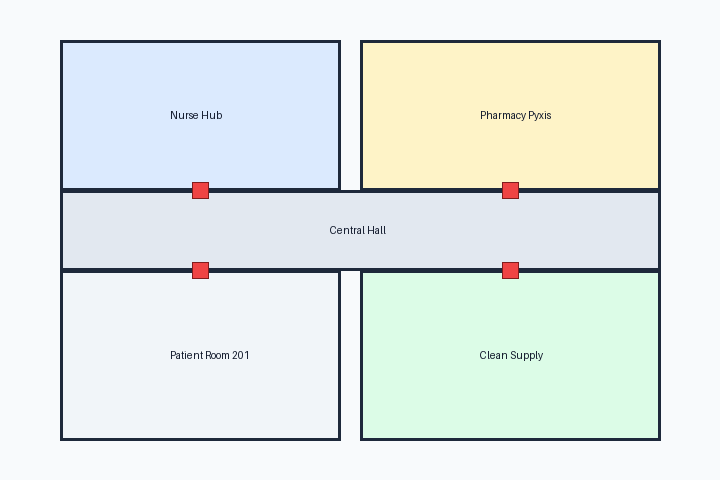 Nurse Hub
Pharmacy Pyxis
Central Hall
Patient Room 201
Clean Supply